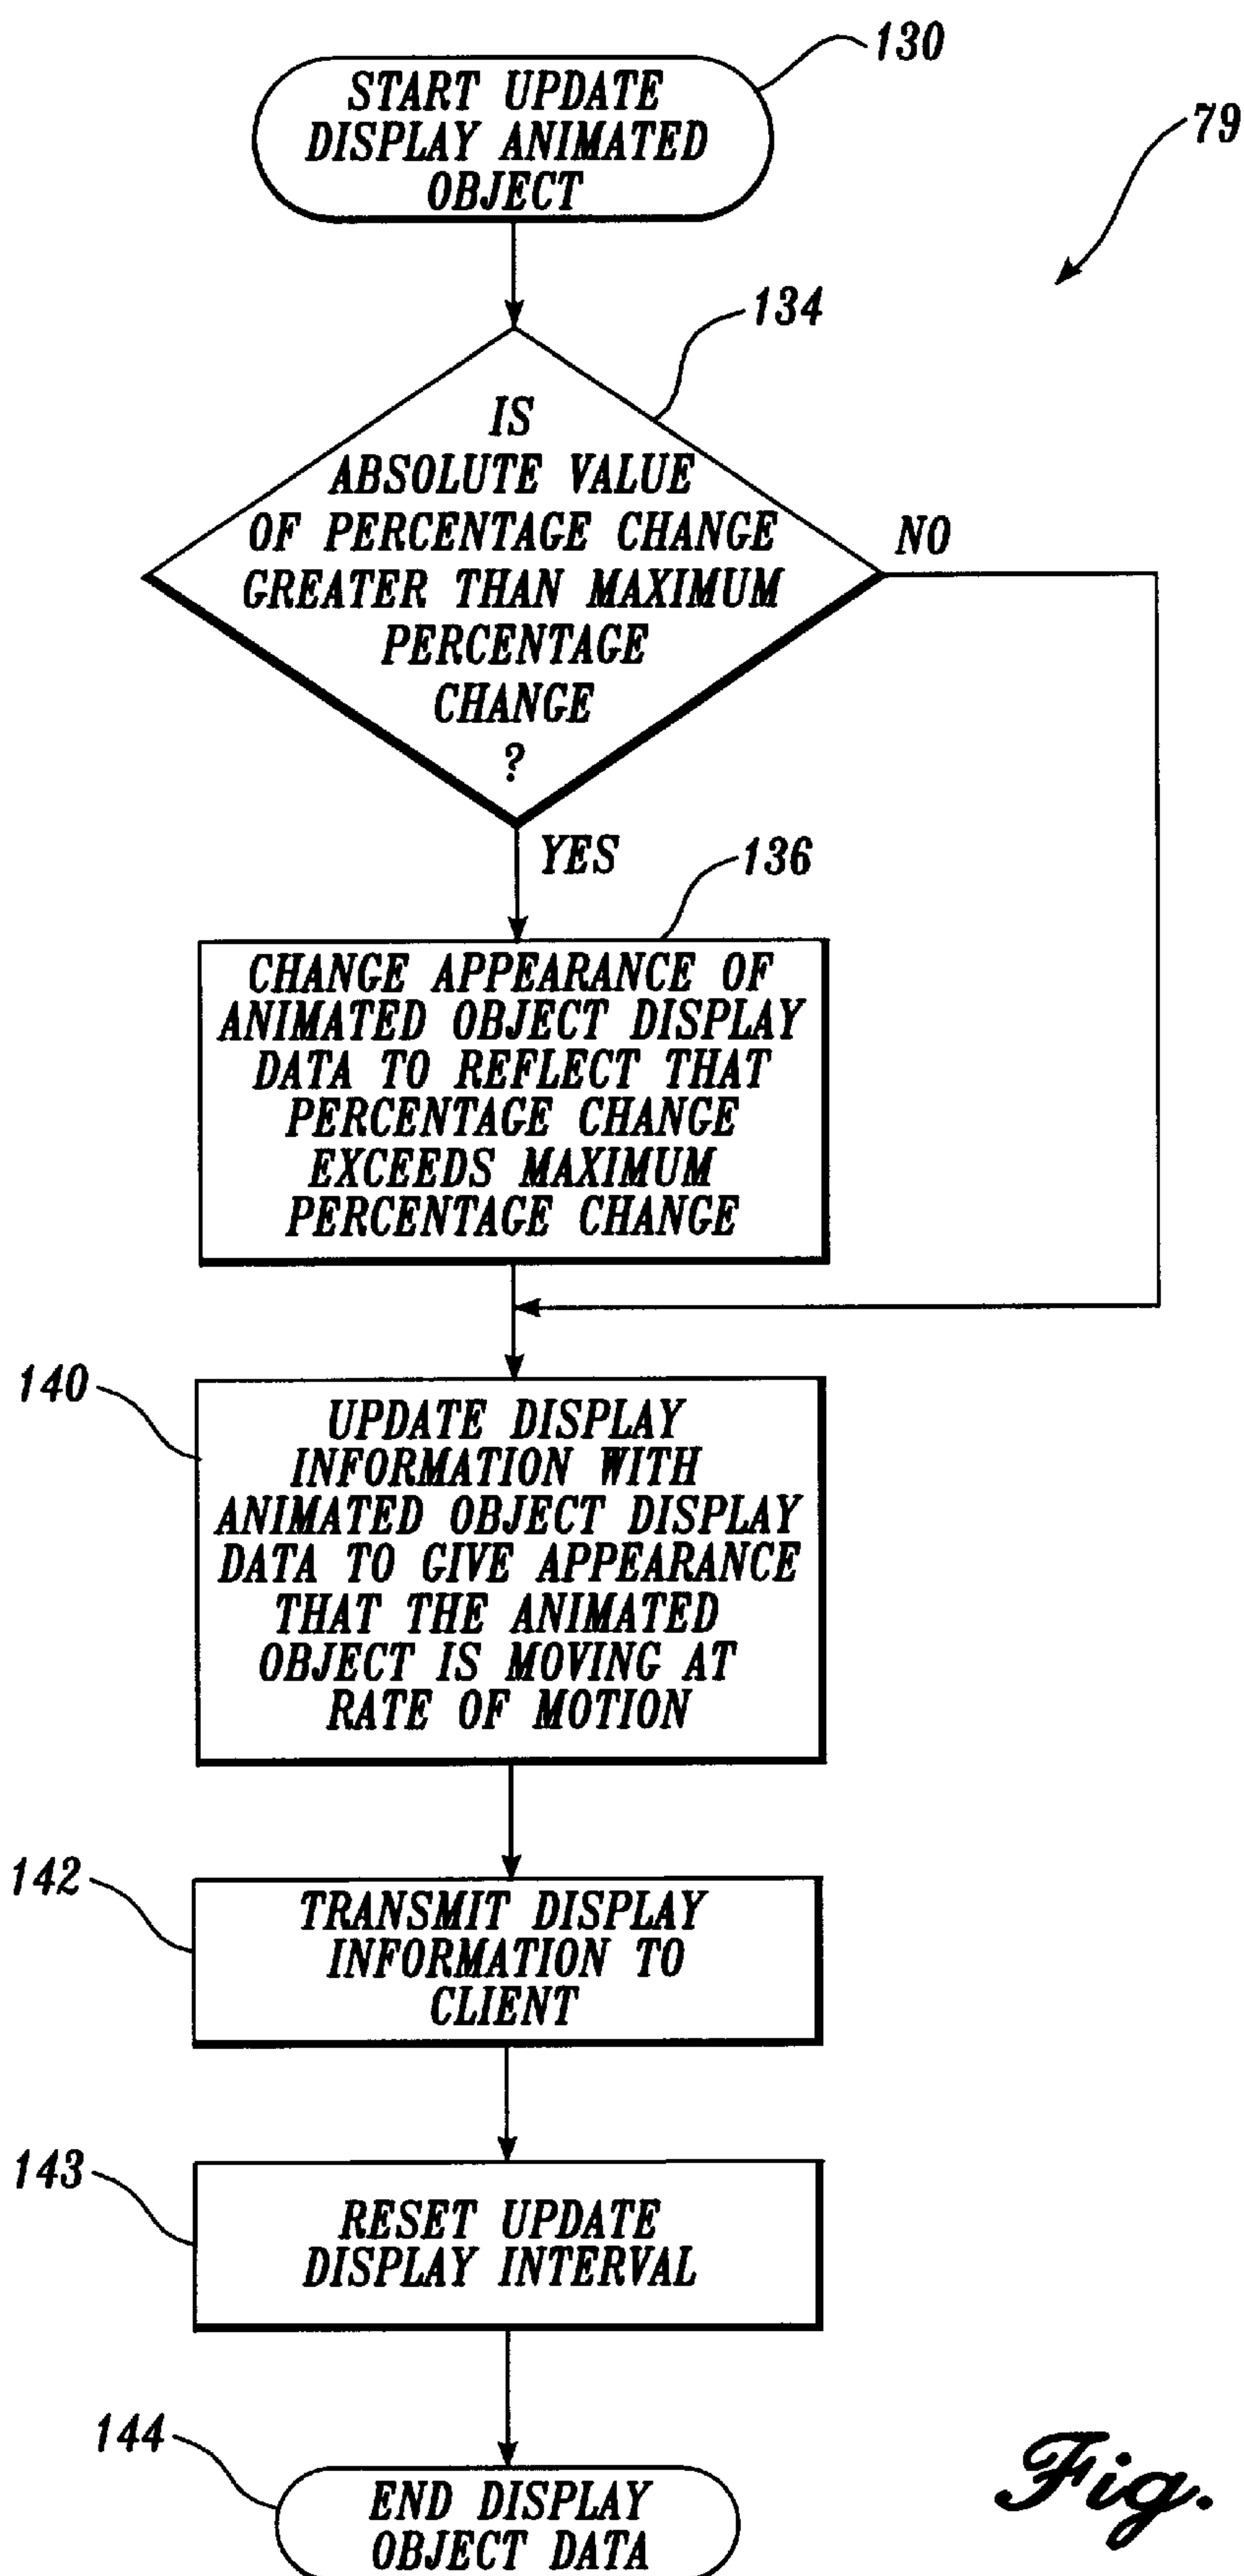 130
START UPDATE
DISPLAY ANIMATED
OBJECT
79
134
IS
ABSOLUTE VALUE
OF PERCENTAGE CHANGE
GREATER THAN MAXIMUM
PERCENTAGE
CHANGE
?
NO
YES
136
CHANGE APPEARANCE OF
ANIMATED OBJECT DISPLAY
DATA TO REFLECT THAT
PERCENTAGE CHANGE
EXCEEDS MAXIMUM
PERCENTAGE CHANGE
140
UPDATE DISPLAY
INFORMATION WITH
ANIMATED OBJECT DISPLAY
DATA TO GIVE APPEARANCE
THAT THE ANIMATED
OBJECT IS MOVING AT
RATE OF MOTION
142
TRANSMIT DISPLAY
INFORMATION TO
CLIENT
143
RESET UPDATE
DISPLAY INTERVAL
144
END DISPLAY
OBJECT DATA
Fig.